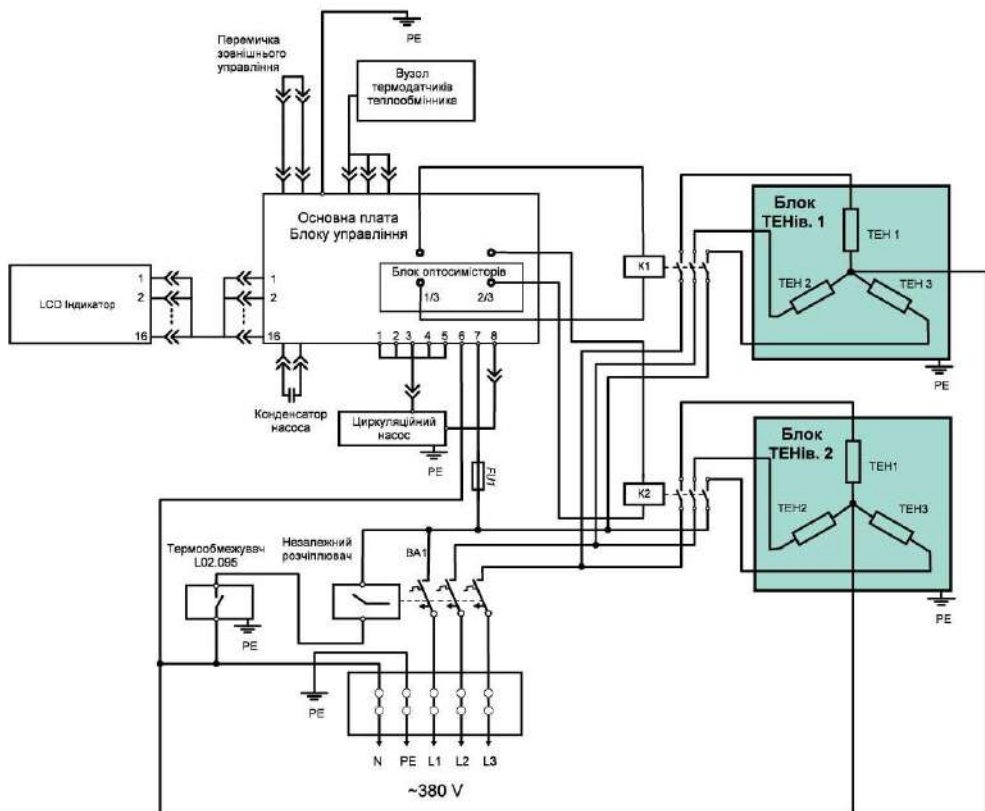 PE
Перемичка
зовнішнього
управління
Вузол
термодатчиків
теплообмінника
Основна плата
Блоку управління
Блок оптосимісторів
1/3
2/3
LCD Індикатор
1
2
16
1
2
16
1 2 3 4 5 6 7 8
K1
Блок
ТЕНів. 1
ТЕН 1
ТЕН 2
ТЕН 3
PE
Конденсатор
насоса
Циркуляційний
насос
PE
FU1
K2
Блок
ТЕНів. 2
ТЕН1
ТЕН2
ТЕН3
PE
Термообмежувач
L02.095
Незалежний
розчіплювач
BA1
PE
PE
N PE L1 L2 L3
~380 V